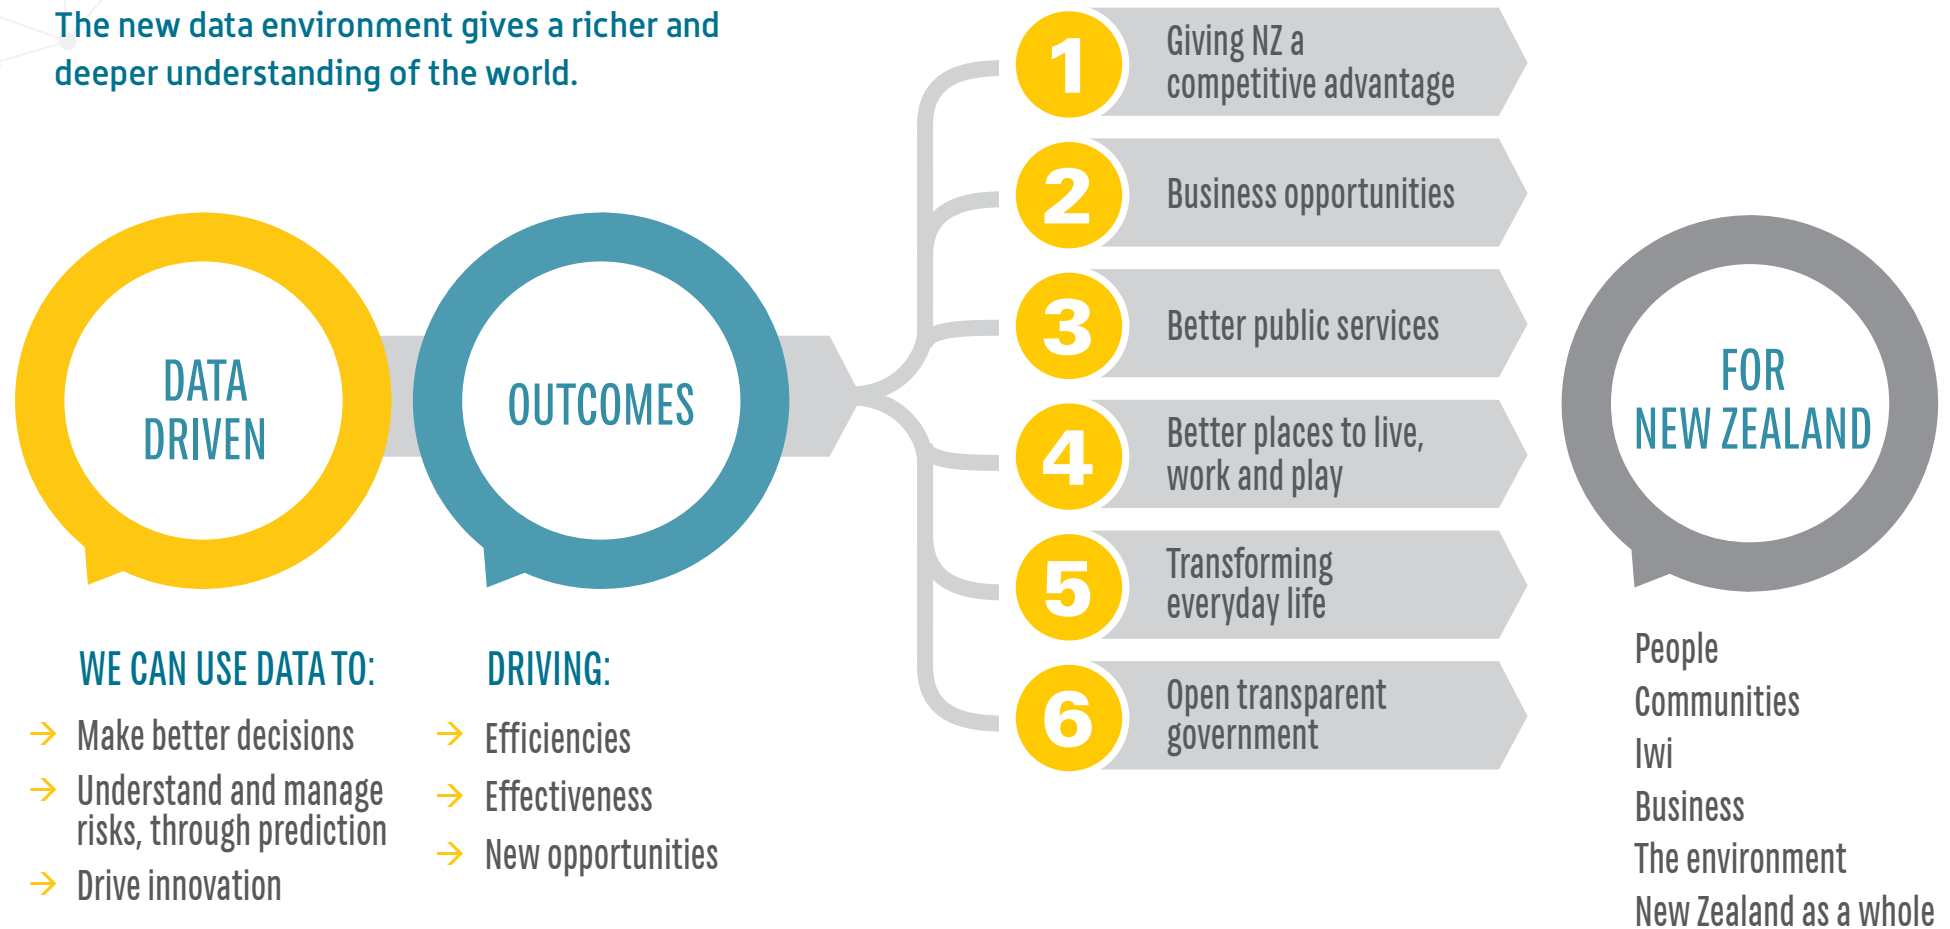 The new data environment gives a richer and
deeper understanding of the world.
DATA
DRIVEN
WE CAN USE DATA TO:
→ Make better decisions
→ Understand and manage
risks, through prediction
→ Drive innovation
OUTCOMES
DRIVING:
→ Efficiencies
→ Effectiveness
→ New opportunities
1
Giving NZ a
competitive advantage
2
Business opportunities
3
Better public services
4
Better places to live,
work and play
5
Transforming
everyday life
6
Open transparent
government
FOR
NEW ZEALAND
People
Communities
Iwi
Business
The environment
New Zealand as a whole